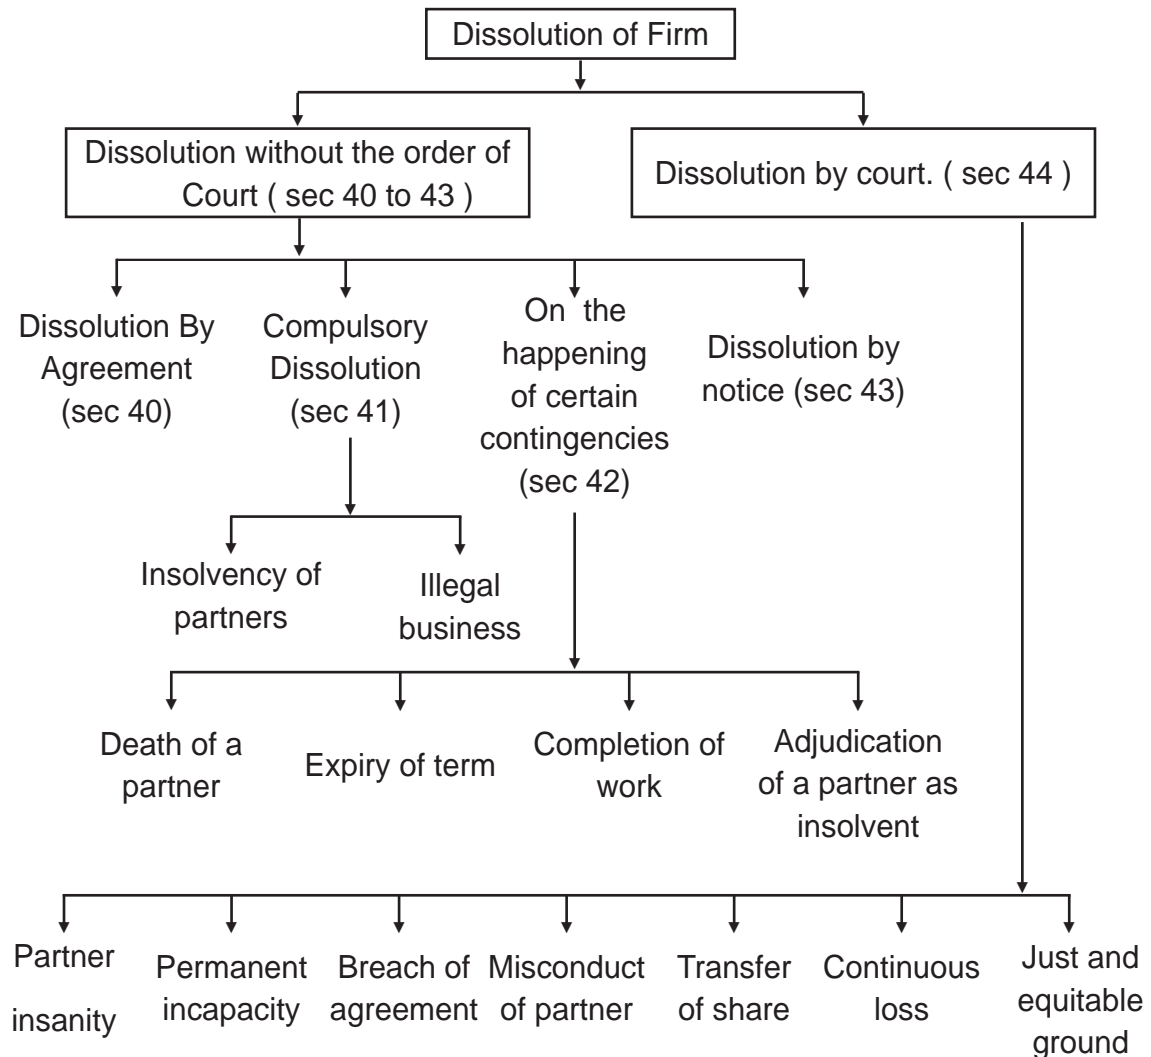 Dissolution of Firm
Dissolution without the order of
Court ( sec 40 to 43 )
Dissolution by court. ( sec 44 )
Dissolution By
Agreement
(sec 40)
Compulsory
Dissolution
(sec 41)
On the
happening
of certain
contingencies
(sec 42)
Dissolution by
notice (sec 43)
Insolvency of
partners
Illegal
business
Death of a
partner
Expiry of term
Completion of
work
Adjudication
of a partner as
insolvent
Partner
insanity
Permanent
incapacity
Breach of
agreement
Misconduct
of partner
Transfer
of share
Continuous
loss
Just and
equitable
ground